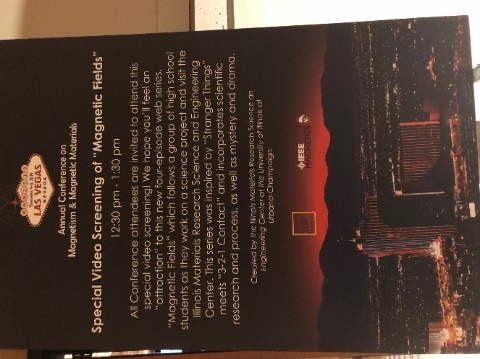 LAS VEGAS
Annual Conference on
Magnetism & Magnetic Materials
Special Video Screening of "Magnetic Fields"
12:30 pm - 1:30 pm
All Conference attendees are invited to attend this
special video screening! We hope you'll feel an
"attraction" to this new four-episode web series,
"Magnetic Fields" which follows a group of high school
students as they work on a science project and visit the
Illinois Materials Research Science and Engineering
Center. This series was inspired by "Stranger Things"
meets "3-2-1 Contact" and incorporates scientific
research and process, as well as mystery and drama.
Created by the Illinois Materials Research Science an
Engineering Center at the University of Illinois at
Urbana-Champaign.
IEEE